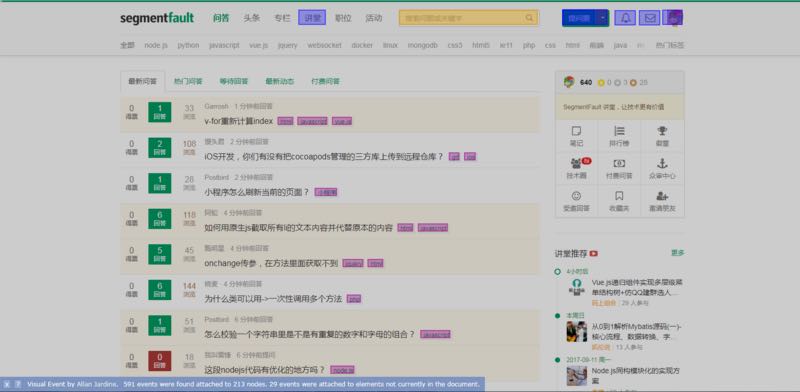 segmentfault 问答 头条 专栏 讲堂 职位 活动 搜索问题或关键字 提问题
全部 node.js python javascript vue.js jquery websocket docker linux mongodb css3 html5 ie11 php css html 前端 java 热门标签
最新问答 热门问答 等待回答 最新动态 付费问答
0 得票 1 回答 33 浏览
Garrosh 1 分钟前回答
v-for重新计算index html javascript vue.js
0 得票 2 回答 108 浏览
馒头君 2 分钟前回答
iOS开发，你们有没有把cocoapods管理的三方库上传到远程仓库？ git ios
0 得票 1 回答 28 浏览
Postbird 2 分钟前回答
小程序怎么刷新当前的页面？ 小程序
0 得票 6 回答 118 浏览
4 分钟前回答
如何用原生js截取所有li的文本内容并代替原本的内容 html javascript
0 得票 5 回答 45 浏览
4 分钟前回答
onchange传参，在方法里面获取不到 jquery html
0 得票 6 回答 144 浏览
4 分钟前回答
为什么类可以用->一次性调用多个方法 php
0 得票 1 回答 51 浏览
Postbird 6 分钟前回答
怎么校验一个字符串里是不是有重复的数字和字母的组合？ javascript
0 得票 0 回答 18 浏览
我叫雷锋 6 分钟前提问
这段nodejs代码有优化的地方吗？ node.js
640 0 3 28
SegmentFault 讲堂，让技术更有价值
笔记 排行榜 徽章
技术圈 付费问答 众审中心
受邀回答 收藏夹 邀请朋友
讲堂推荐 更多
4小时后
Vue.js递归组件实现多层级菜单结构树+仿QQ建群选人...
码上组会 29 人参与
本周日
从0到1解析Mybatis源码(一)-核心流程、数据转换、字...
13 人参与
2017-09-11 周一
Node.js同构模块化的实现方案
Visual Event by Allan Jardine. 591 events were found attached to 213 nodes. 29 events were attached to elements not currently in the document.